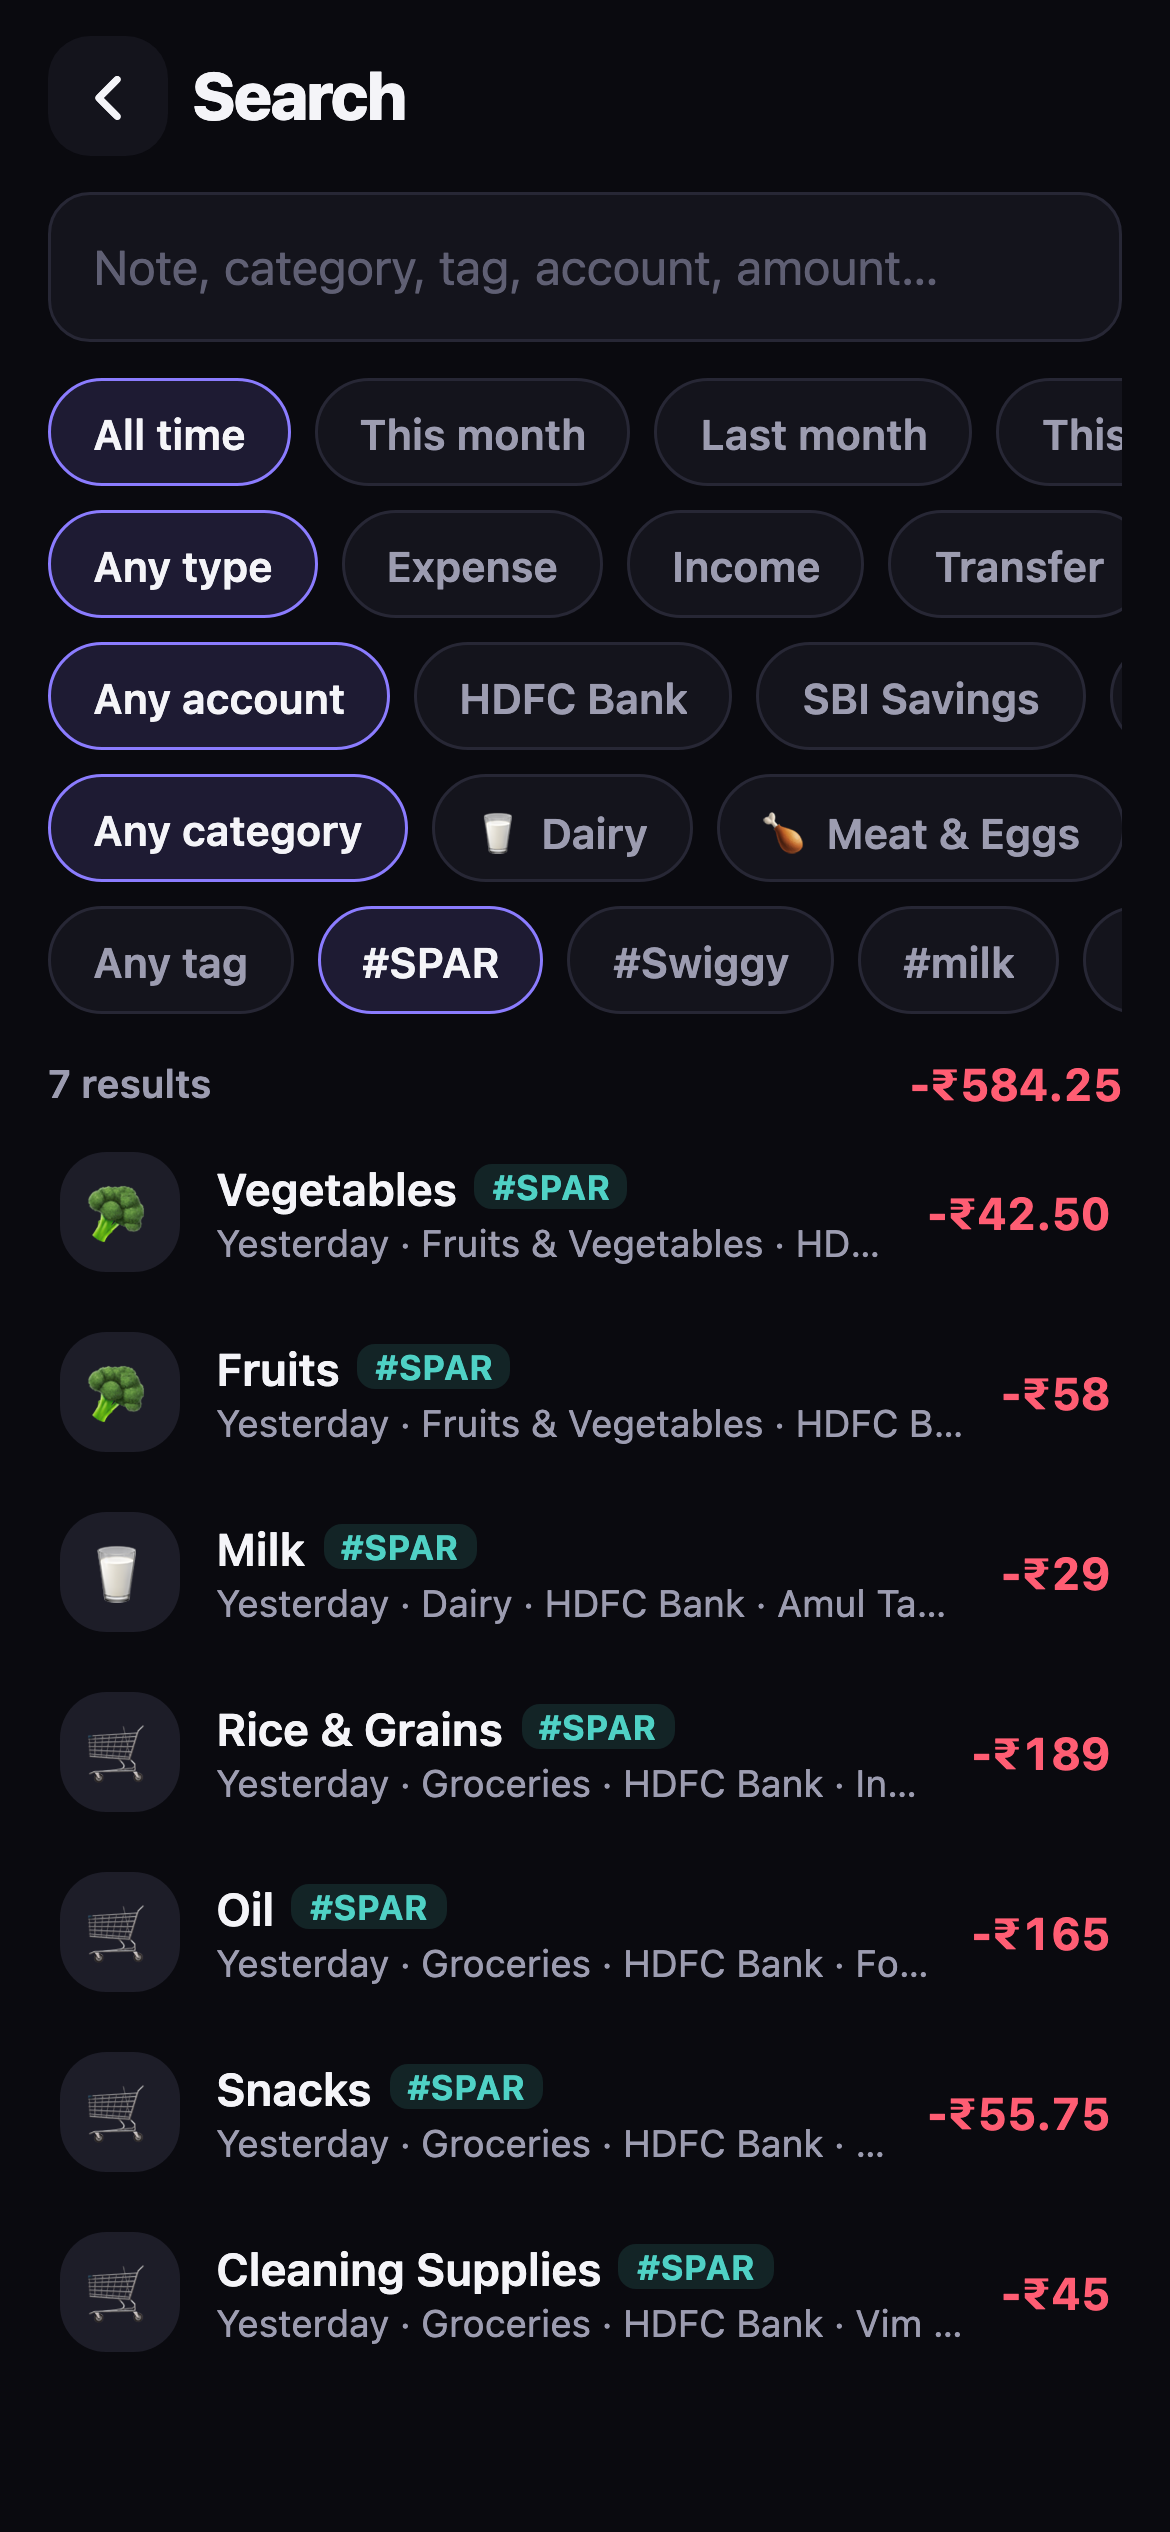 Search
Note, category, tag, account, amount...
All time This month Last month This
Any type Expense Income Transfer
Any account HDFC Bank SBI Savings
Any category Dairy Meat & Eggs
Any tag #SPAR #Swiggy #milk
7 results -₹584.25
Vegetables #SPAR
-₹42.50
Yesterday · Fruits & Vegetables · HD...
Fruits #SPAR
-₹58
Yesterday · Fruits & Vegetables · HDFC B...
Milk #SPAR
-₹29
Yesterday · Dairy · HDFC Bank · Amul Ta...
Rice & Grains #SPAR
-₹189
Yesterday · Groceries · HDFC Bank · In...
Oil #SPAR
-₹165
Yesterday · Groceries · HDFC Bank · Fo...
Snacks #SPAR
-₹55.75
Yesterday · Groceries · HDFC Bank · ...
Cleaning Supplies #SPAR
-₹45
Yesterday · Groceries · HDFC Bank · Vim ...